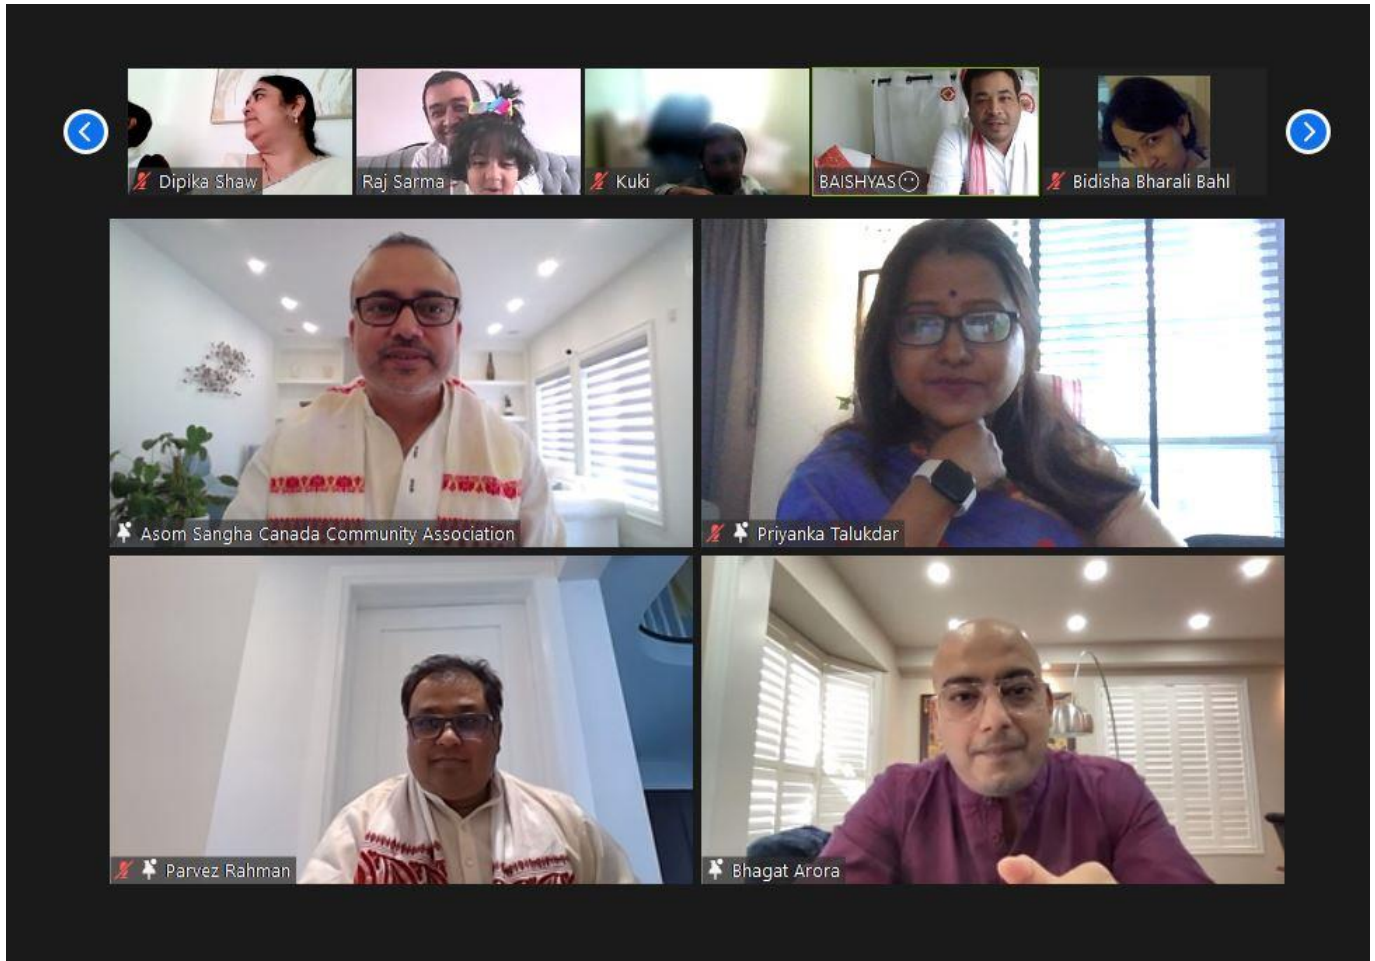 Dipika Shaw
Raj Sarma
Kuki
BAISHYAS
Bidisha Bharali Bahl
Asom Sangha Canada Community Association
Priyanka Talukdar
Parvez Rahman
Bhagat Arora